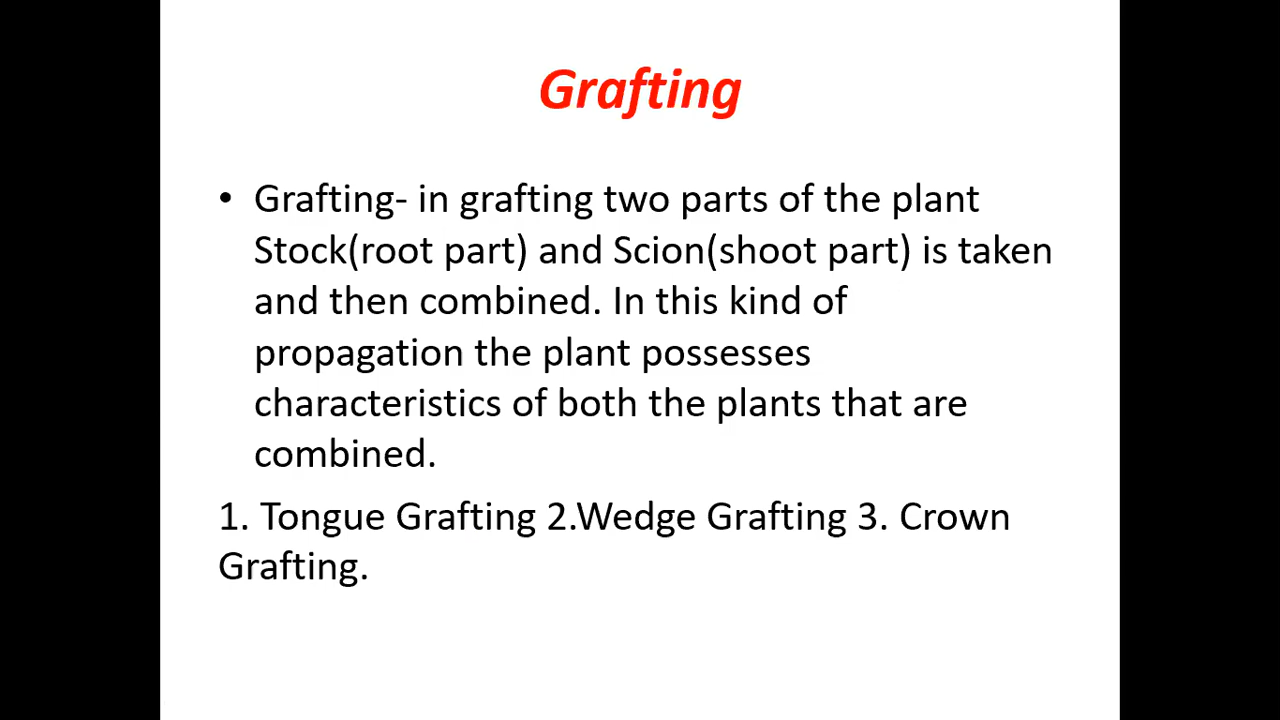 Grafting
• Grafting- in grafting two parts of the plant
Stock(root part) and Scion(shoot part) is taken
and then combined. In this kind of
propagation the plant possesses
characteristics of both the plants that are
combined.
1. Tongue Grafting 2.Wedge Grafting 3. Crown
Grafting.